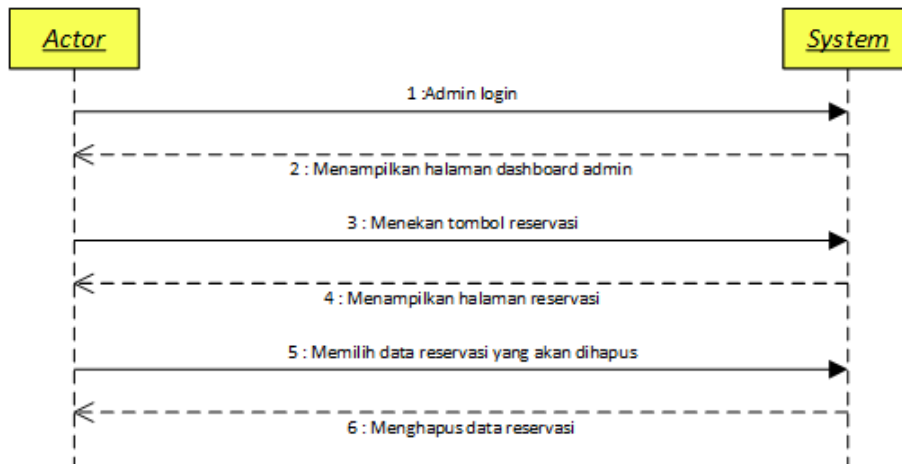 Actor
System
1 :Admin login
2 : Menampilkan halaman dashboard admin
3 : Menekan tombol reservasi
4 : Menampilkan halaman reservasi
5 : Memilih data reservasi yang akan dihapus
6 : Menghapus data reservasi